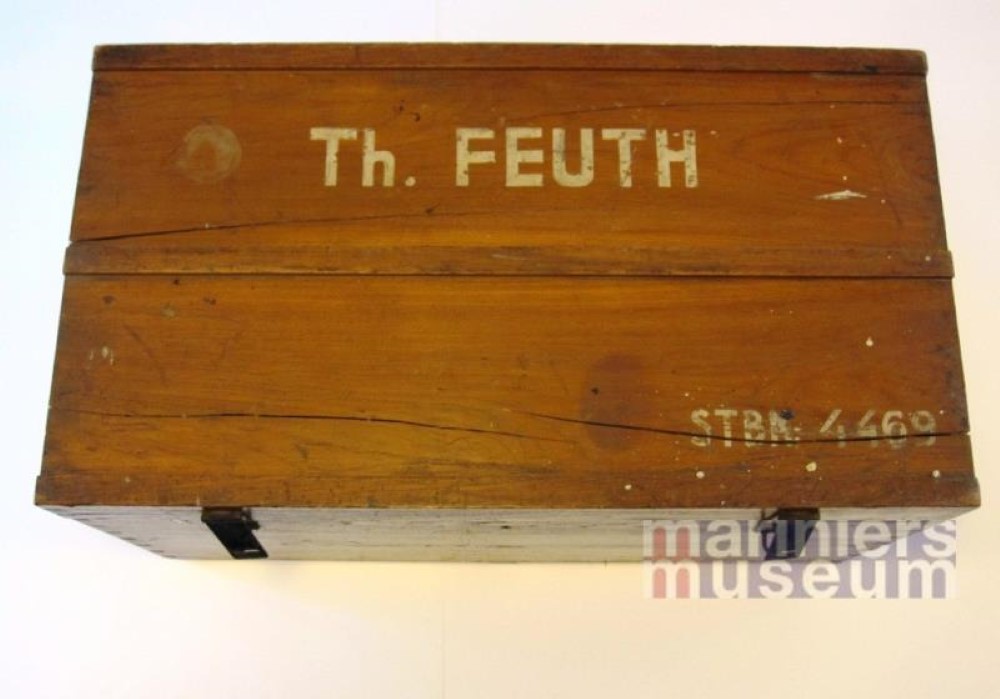 Th. FEUTH
STBN. 4469
mariniers
museum